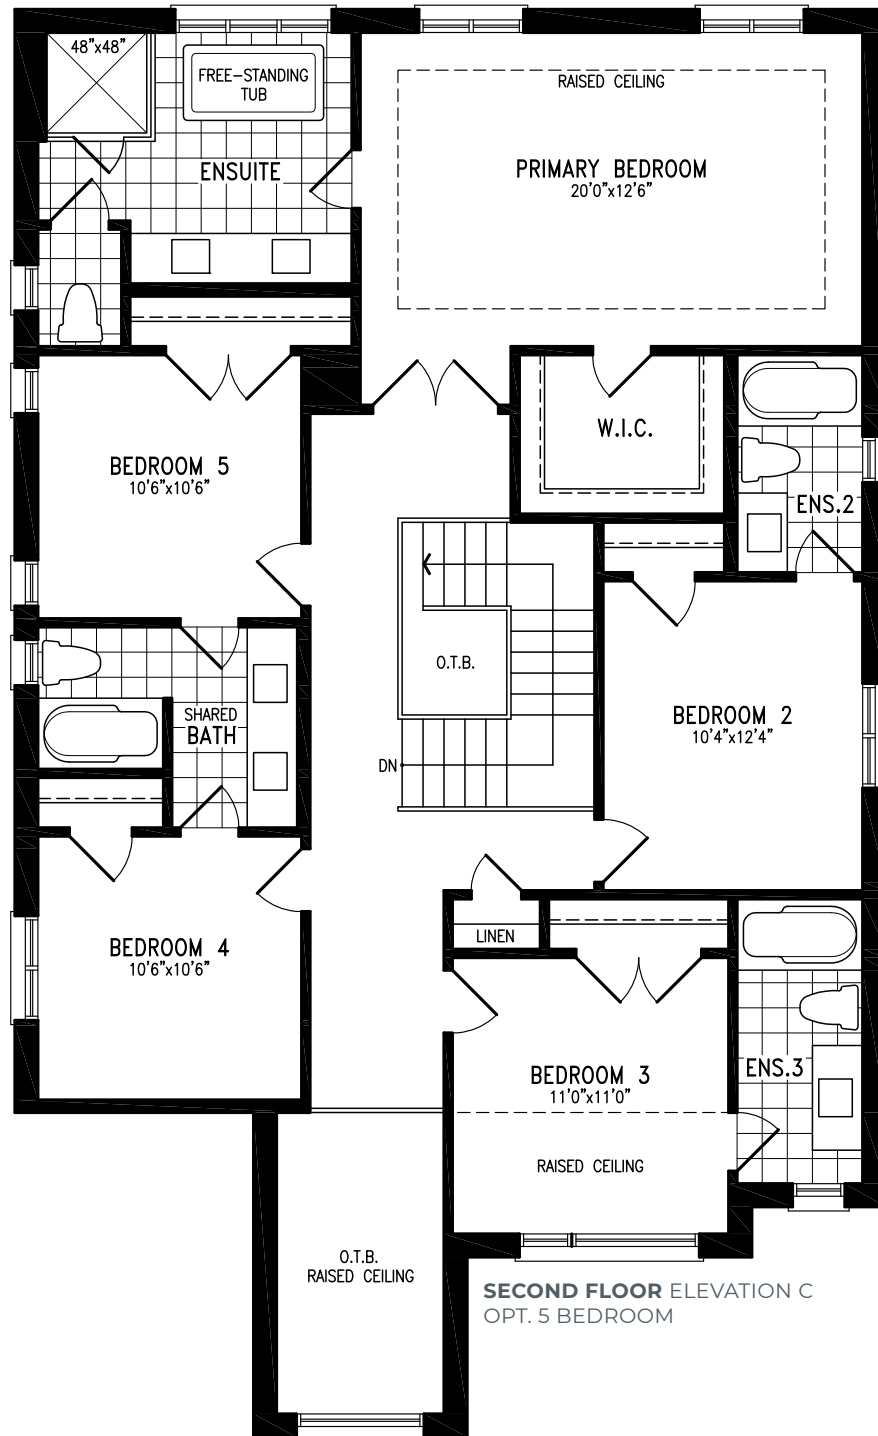 48"x48"
FREE-STANDING
TUB
ENSUITE
RAISED CEILING
PRIMARY BEDROOM
20'0"x12'6"
W.I.C.
BEDROOM 5
10'6"x10'6"
ENS.2
O.T.B.
SHARED
BATH
BEDROOM 2
10'4"x12'4"
DN
LINEN
BEDROOM 4
10'6"x10'6"
BEDROOM 3
11'0"x11'0"
ENS.3
RAISED CEILING
O.T.B.
RAISED CEILING
SECOND FLOOR ELEVATION C
OPT. 5 BEDROOM